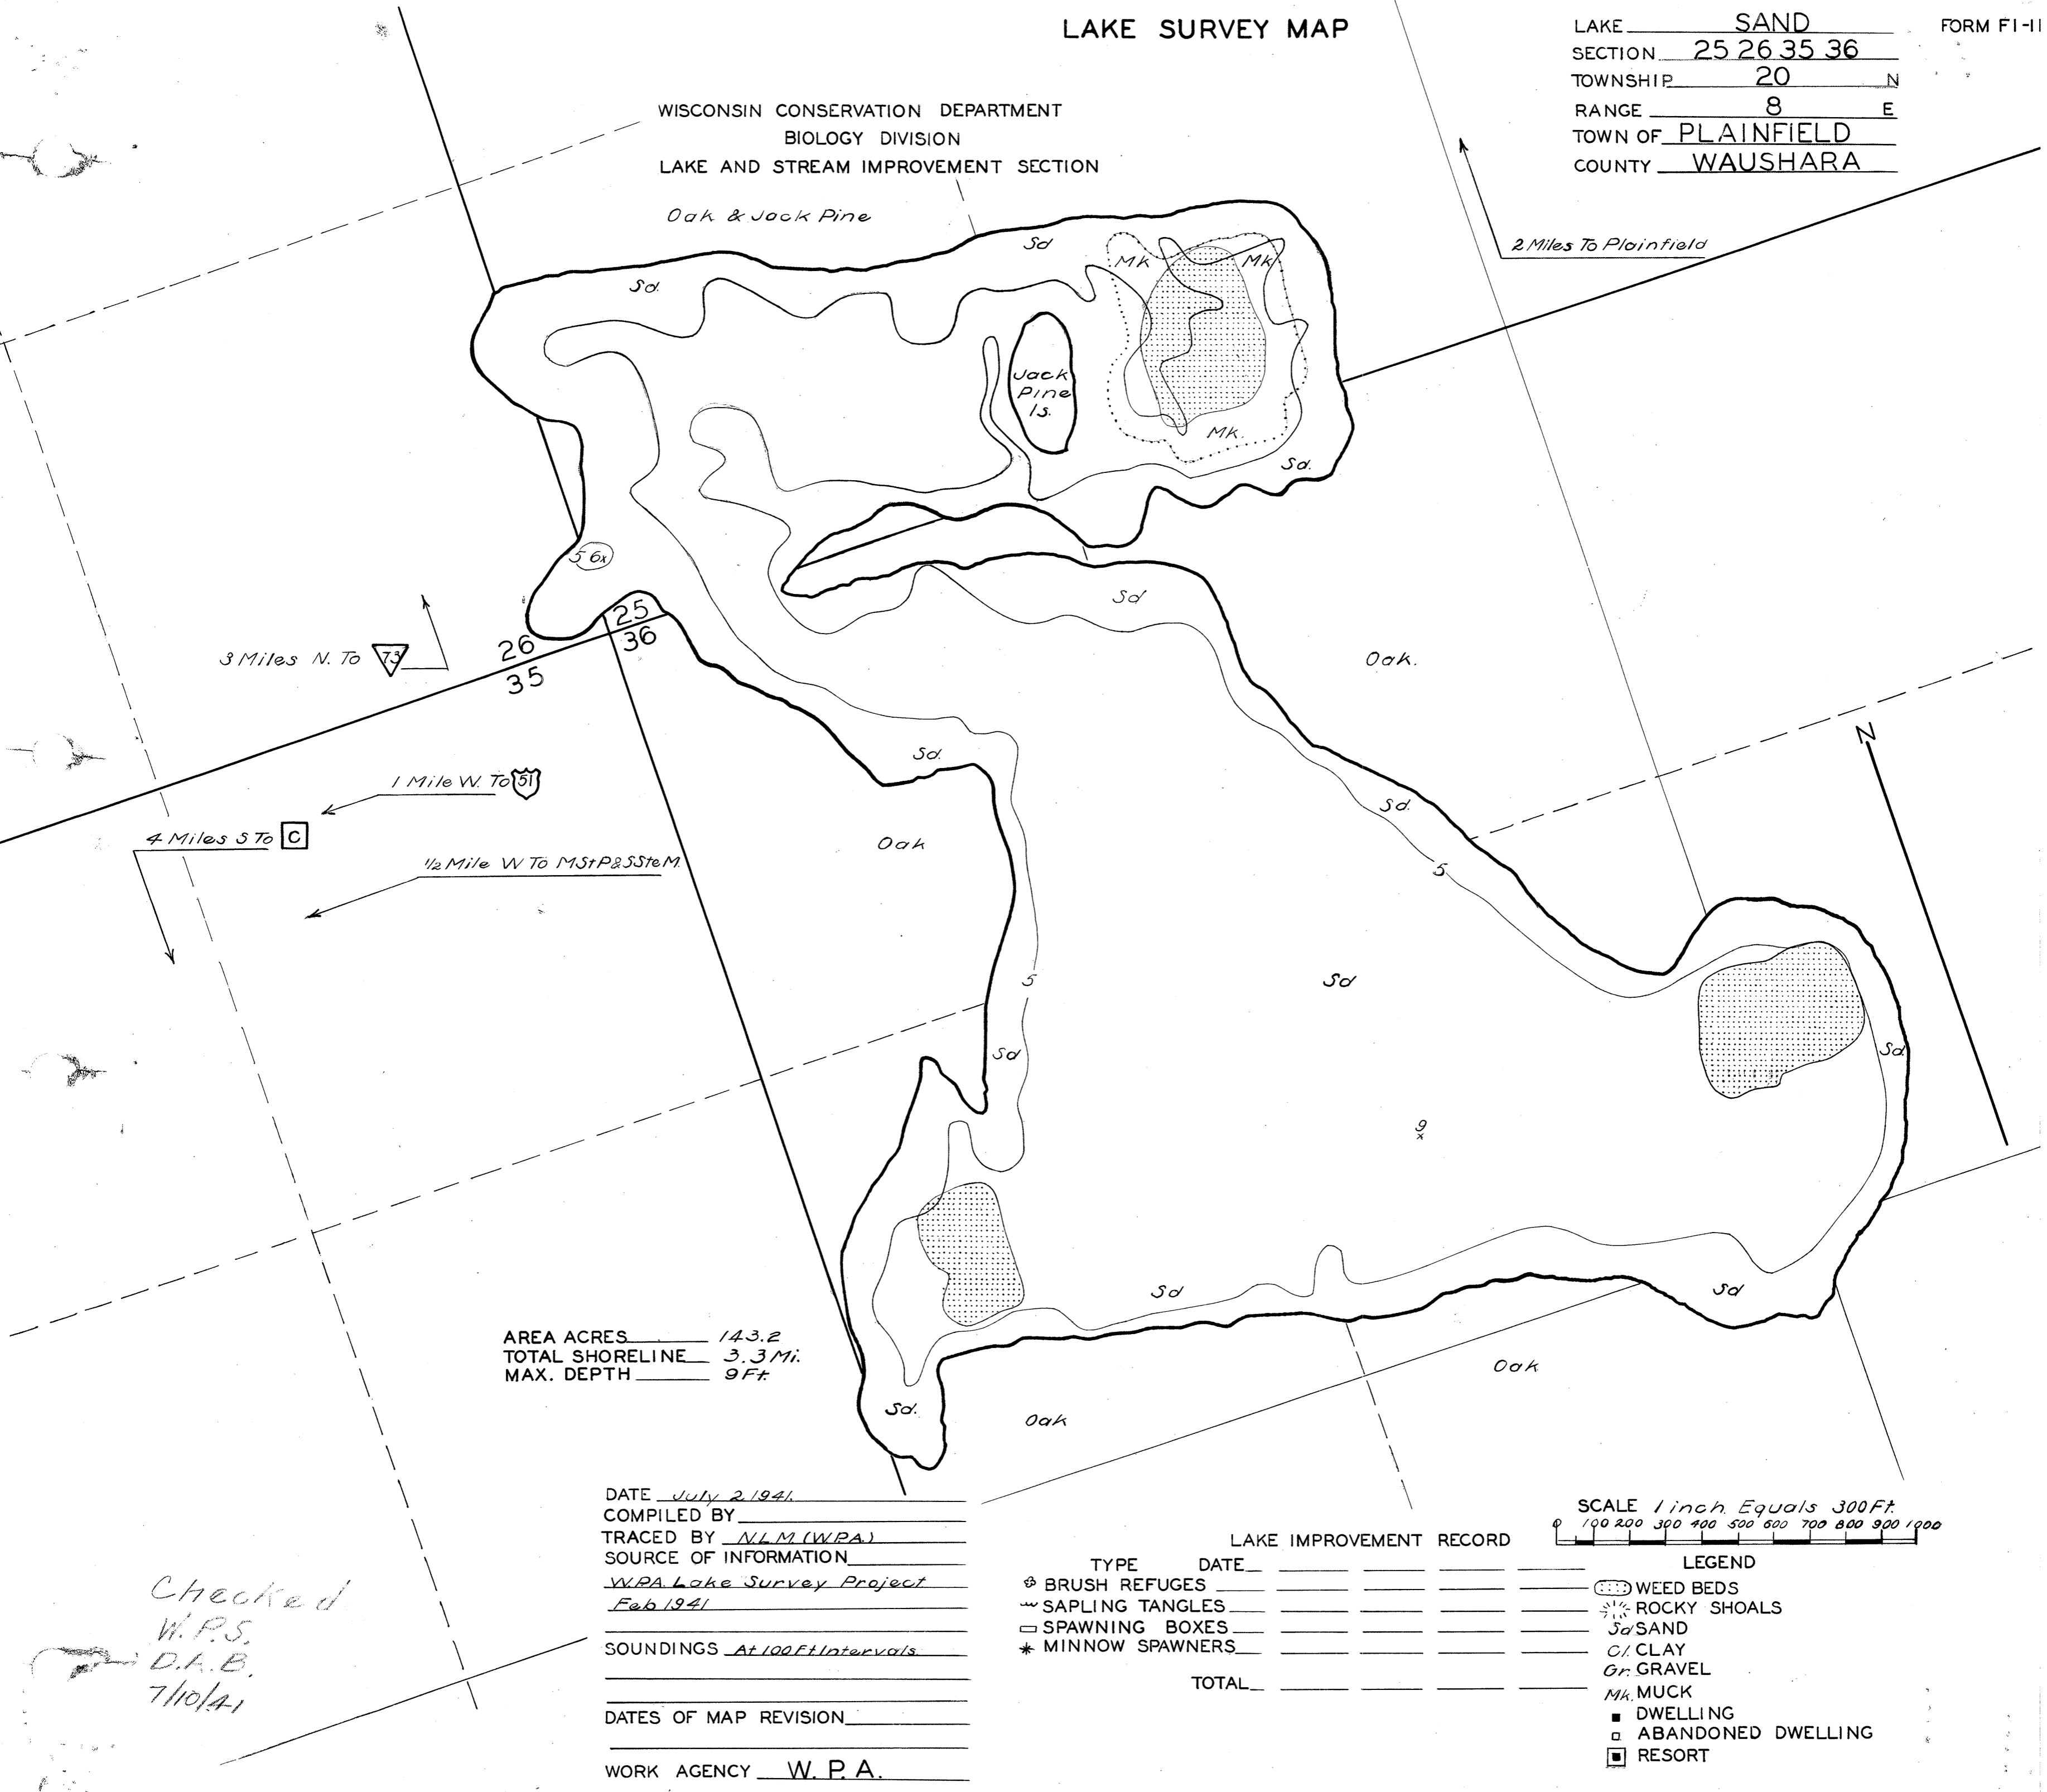 LAKE SURVEY MAP
LAKE SAND
FORM F1-11
SECTION 25 26 35 36
TOWNSHIP 20 N
RANGE 8 E
TOWN OF PLAINFIELD
COUNTY WAUSHARA
WISCONSIN CONSERVATION DEPARTMENT
BIOLOGY DIVISION
LAKE AND STREAM IMPROVEMENT SECTION
Oak & Jack Pine
2 Miles To Plainfield
Sd
Sd.
Mk
Mk
Jack
Pine
Is.
Mk.
Sd.
5 6x
Sd
25
26
36
35
3 Miles N. To 73
Oak.
N
Sd.
1 Mile W. To 51
Sd.
4 Miles S To C
Oak
1/2 Mile W To MStP&SSteM.
5
5
Sd
Sd
Sd.
9
x
Sd
Sd
Sd.
Oak
Oak
AREA ACRES 143.2
TOTAL SHORELINE 3.3 Mi.
MAX. DEPTH 9 Ft.
DATE July 2 1941.
COMPILED BY
TRACED BY N.L.M. (W.P.A.)
SOURCE OF INFORMATION
W.P.A. Lake Survey Project
Feb 1941
SOUNDINGS At 100 Ft Intervals
DATES OF MAP REVISION
WORK AGENCY W. P. A.
Checked
W.P.S.
D.A.B.
7/10/41
LAKE IMPROVEMENT RECORD
TYPE DATE
BRUSH REFUGES
SAPLING TANGLES
SPAWNING BOXES
MINNOW SPAWNERS
TOTAL
SCALE 1 inch Equals 300 Ft.
0 100 200 300 400 500 600 700 800 900 1000
LEGEND
WEED BEDS
ROCKY SHOALS
Sd SAND
Cl. CLAY
Gr. GRAVEL
Mk. MUCK
DWELLING
ABANDONED DWELLING
RESORT